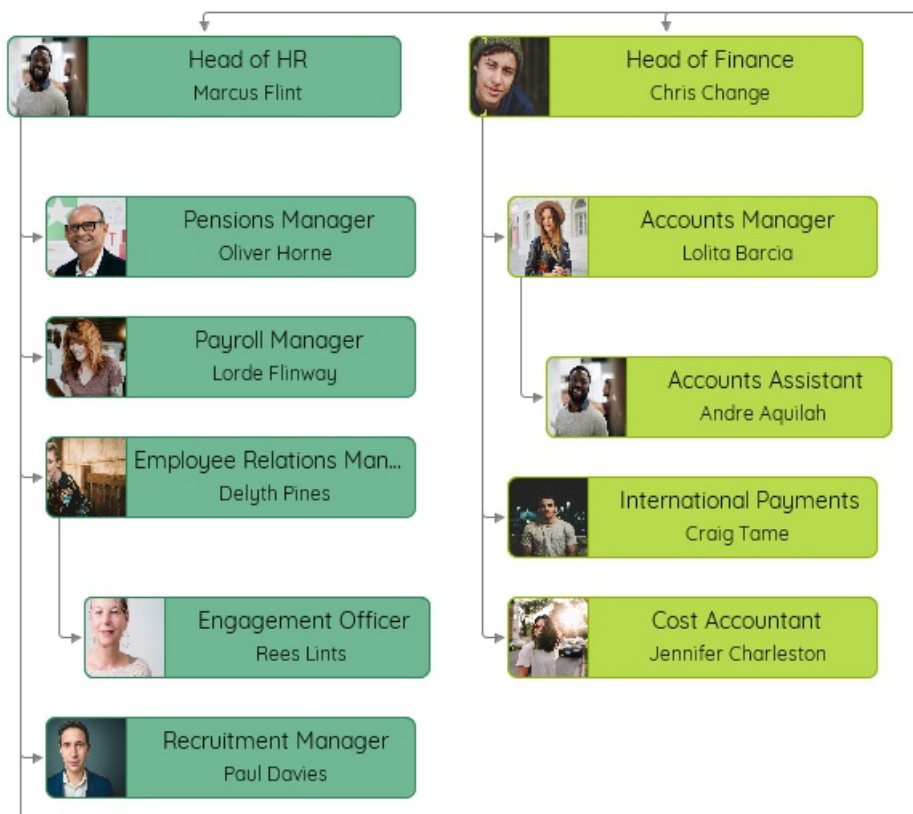 Head of HR
Marcus Flint
Pensions Manager
Oliver Horne
Payroll Manager
Lorde Flinway
Employee Relations Man...
Delyth Pines
Engagement Officer
Rees Lints
Recruitment Manager
Paul Davies
Head of Finance
Chris Change
Accounts Manager
Lolita Barcia
Accounts Assistant
Andre Aquilah
International Payments
Craig Tame
Cost Accountant
Jennifer Charleston